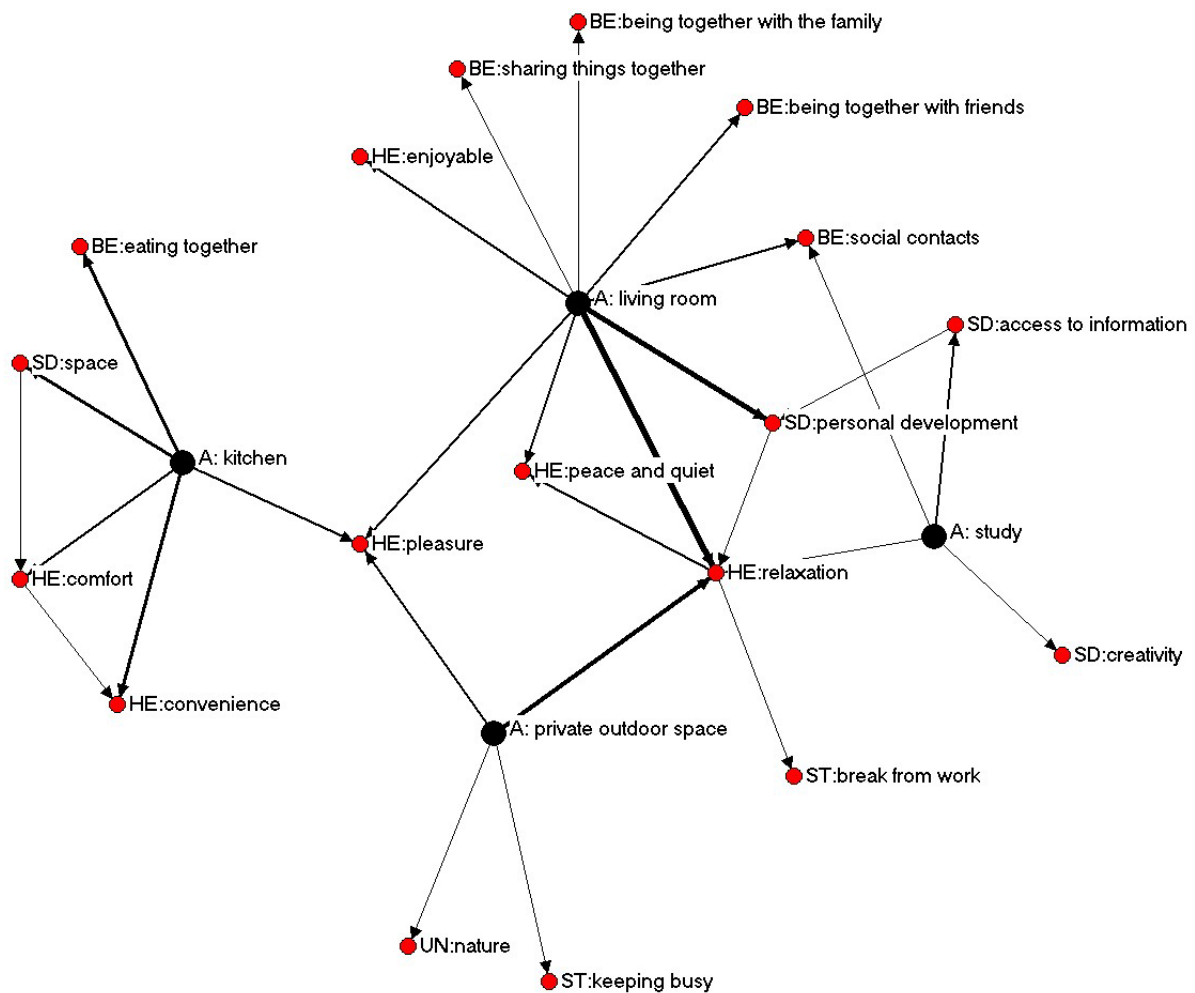 BE:being together with the family
BE:sharing things together
BE:being together with friends
HE:enjoyable
BE:eating together
BE:social contacts
A: living room
SD:access to information
SD:space
SD:personal development
A: kitchen
HE:peace and quiet
A: study
HE:pleasure
HE:relaxation
HE:comfort
SD:creativity
HE:convenience
A: private outdoor space
ST:break from work
UN:nature
ST:keeping busy